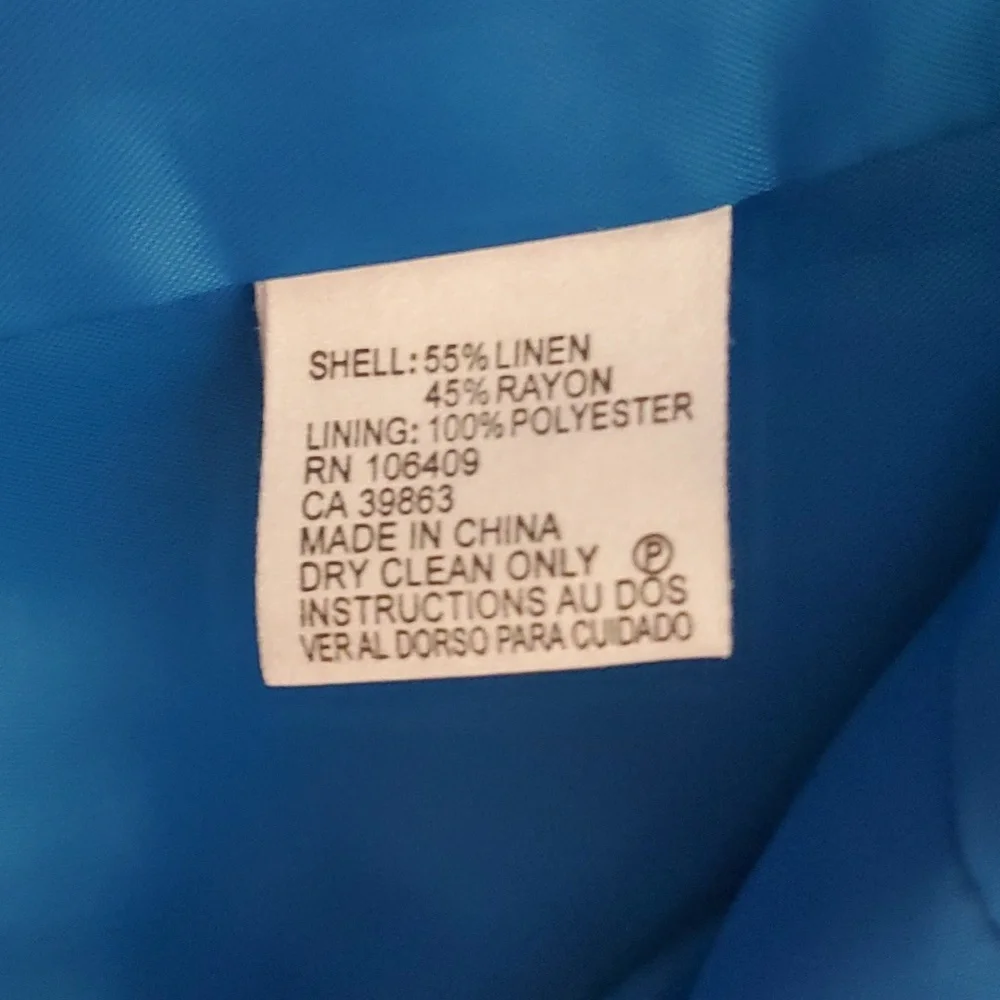 SHELL: 55% LINEN
45% RAYON
LINING: 100% POLYESTER
RN 106409
CA 39863
MADE IN CHINA
DRY CLEAN ONLY Ⓟ
INSTRUCTIONS AU DOS
VER AL DORSO PARA CUIDADO